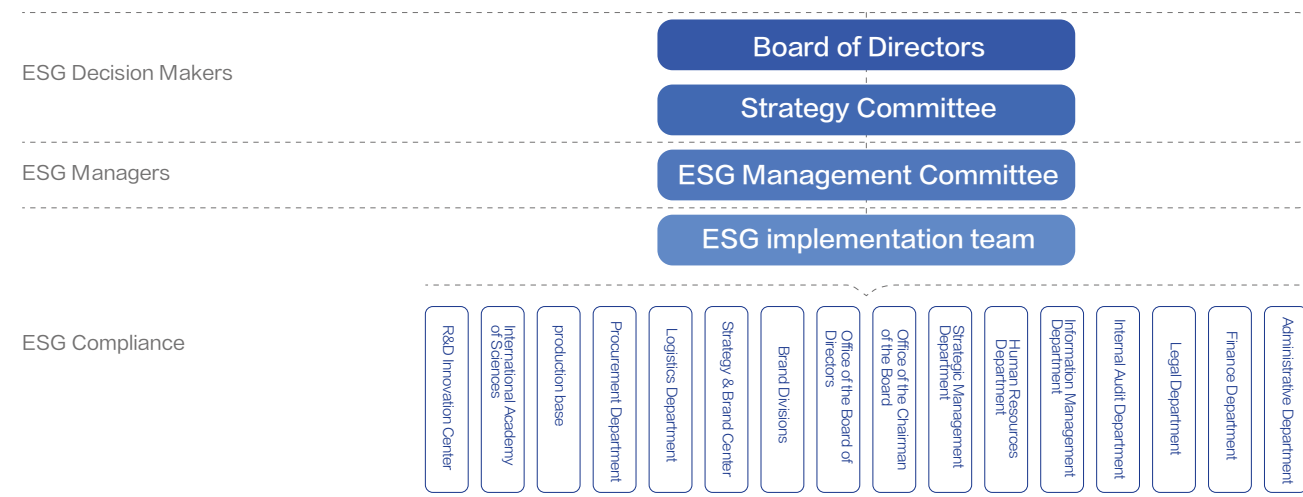 Board of Directors
ESG Decision Makers
Strategy Committee
ESG Managers
ESG Management Committee
ESG implementation team
ESG Compliance
R&D Innovation Center
International Academy
of Sciences
production base
Procurement Department
Logistics Department
Strategy & Brand Center
Brand Divisions
Office of the Board of
Directors
Office of the Chairman
of the Board
Strategic Management
Department
Human Resources
Department
Information Management
Department
Internal Audit Department
Legal Department
Finance Department
Administrative Department